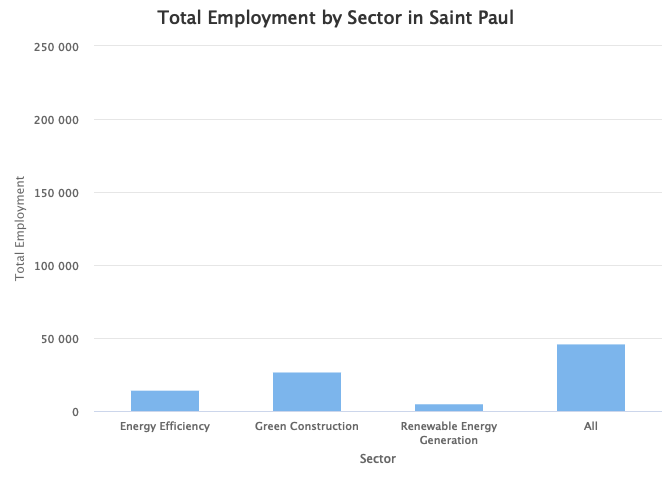 Total Employment by Sector in Saint Paul
250 000
200 000
150 000
100 000
50 000
0
Total Employment
Energy Efficiency
Green Construction
Renewable Energy
Generation
All
Sector